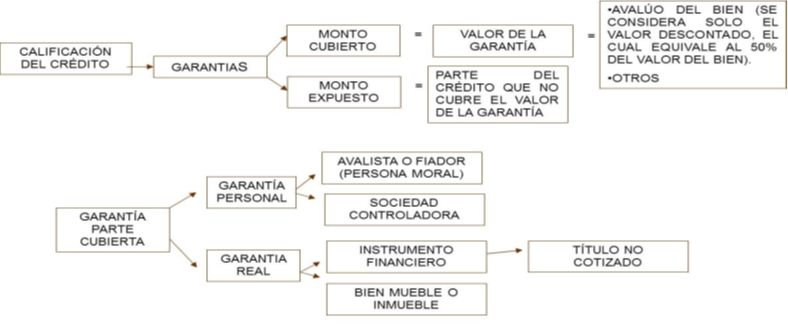 CALIFICACIÓN
DEL CRÉDITO
GARANTIAS
MONTO
CUBIERTO
=
VALOR DE LA
GARANTÍA
=
•AVALÚO DEL BIEN (SE
CONSIDERA SOLO EL
VALOR DESCONTADO, EL
CUAL EQUIVALE AL 50%
DEL VALOR DEL BIEN).
•OTROS
MONTO
EXPUESTO
=
PARTE DEL
CRÉDITO QUE NO
CUBRE EL VALOR
DE LA GARANTÍA
GARANTÍA
PARTE
CUBIERTA
GARANTÍA
PERSONAL
AVALISTA O FIADOR
(PERSONA MORAL)
SOCIEDAD
CONTROLADORA
GARANTIA
REAL
INSTRUMENTO
FINANCIERO
TÍTULO NO
COTIZADO
BIEN MUEBLE O
INMUEBLE